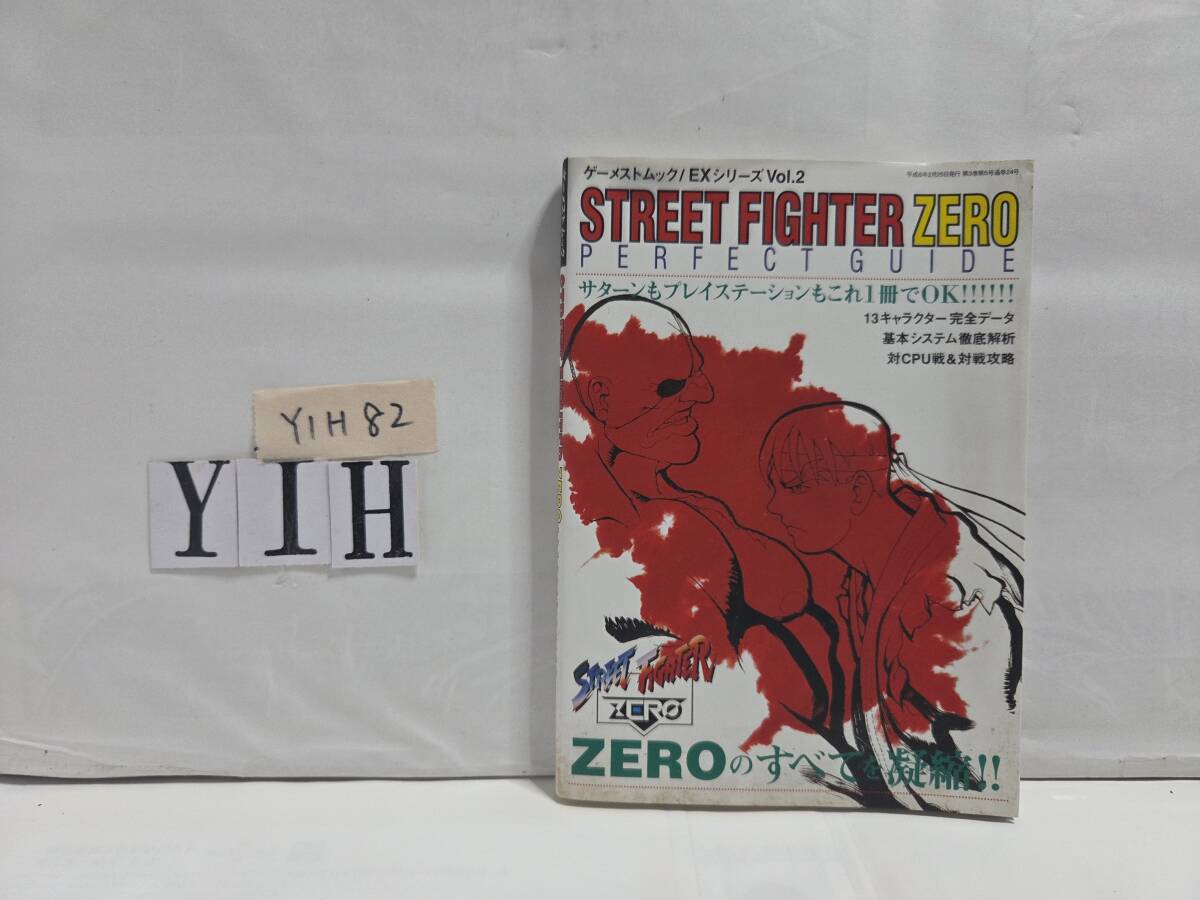 YIH 82
YIH
ゲーメストムック/EXシリーズ Vol.2
STREET FIGHTER ZERO
PERFECT GUIDE
サターンもプレイステーションもこれ1冊でOK!!!!!!
13キャラクター完全データ
基本システム徹底解析
対CPU戦&対戦攻略
STREET FIGHTER
ZERO
ZEROのすべてを凝縮!!